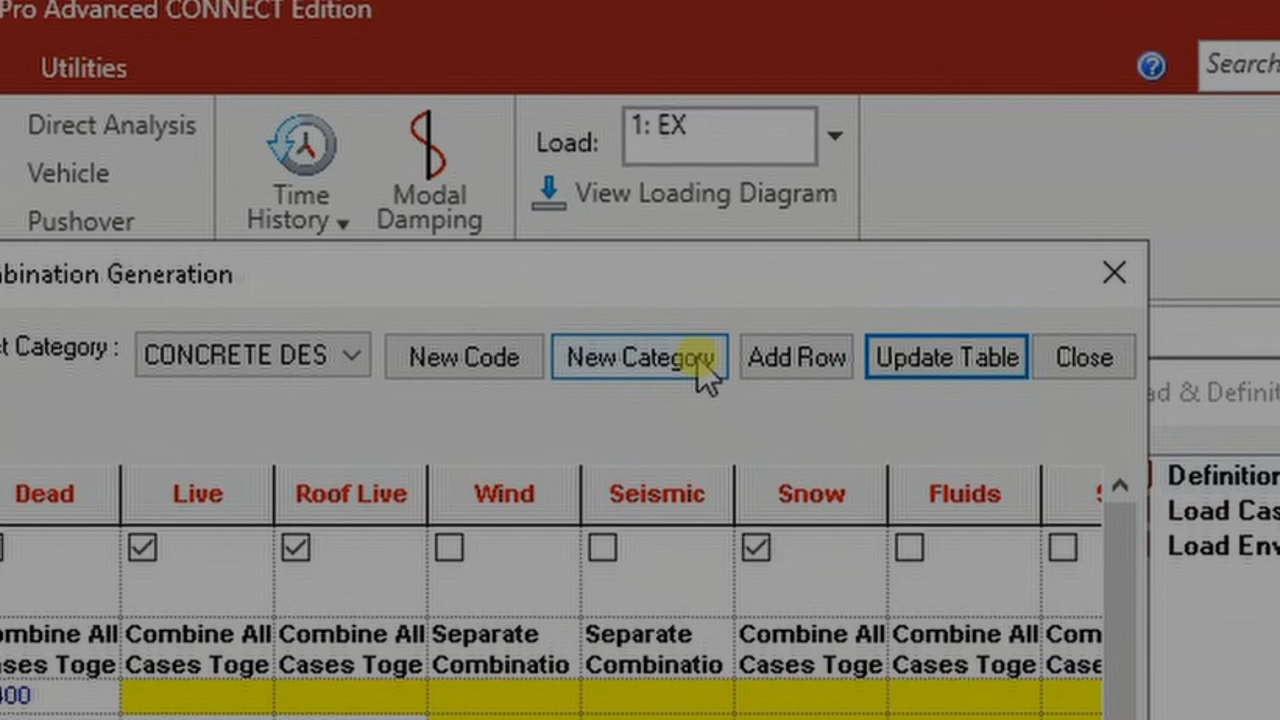 Pro Advanced CONNECT Edition
Utilities
Search
Direct Analysis
Vehicle
Pushover
Time
History
Modal
Damping
Load:
1: EX
View Loading Diagram
bination Generation
t Category :
CONCRETE DES
New Code
New Category
Add Row
Update Table
Close
ad & Definit
Dead
Live
Roof Live
Wind
Seismic
Snow
Fluids
Definition
Load Cas
Load Env
ombine All
ases Toge
Combine All
Cases Toge
Combine All
Cases Toge
Separate
Combinatio
Separate
Combinatio
Combine All
Cases Toge
Combine All
Cases Toge
Com
Case
400